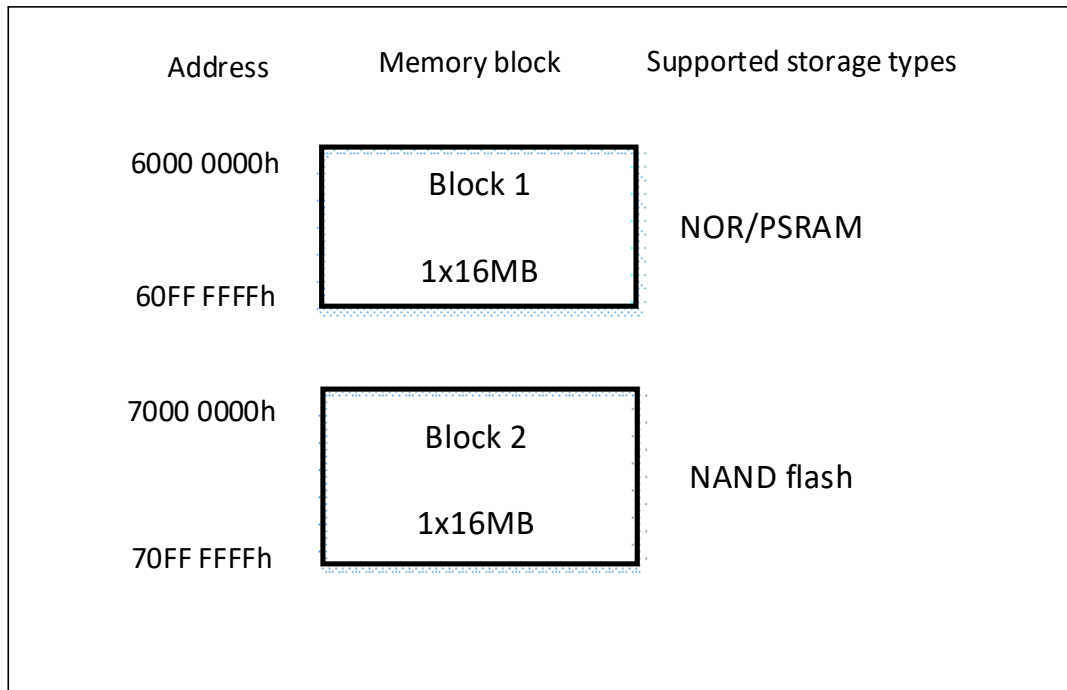 Address Memory block Supported storage types
6000 0000h
Block 1
NOR/PSRAM
1x16MB
60FF FFFFh
7000 0000h
Block 2
NAND flash
1x16MB
70FF FFFFh